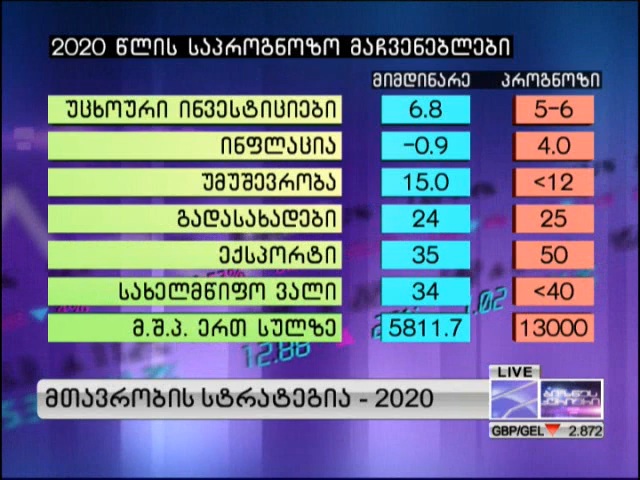 2020 წლის საპროგნოზო მაჩვენებლები
მიმდინარე პროგნოზი
უცხოური ინვესტიციები 6.8 5-6
ინფლაცია -0.9 4.0
უმუშევრობა 15.0 <12
გადასახადები 24 25
ექსპორტი 35 50
სახელმწიფო ვალი 34 <40
მ.შ.პ. ერთ სულზე 5811.7 13000
12.88
LIVE
მთავრობის სტრატეგია - 2020
GBP/GEL 2.872